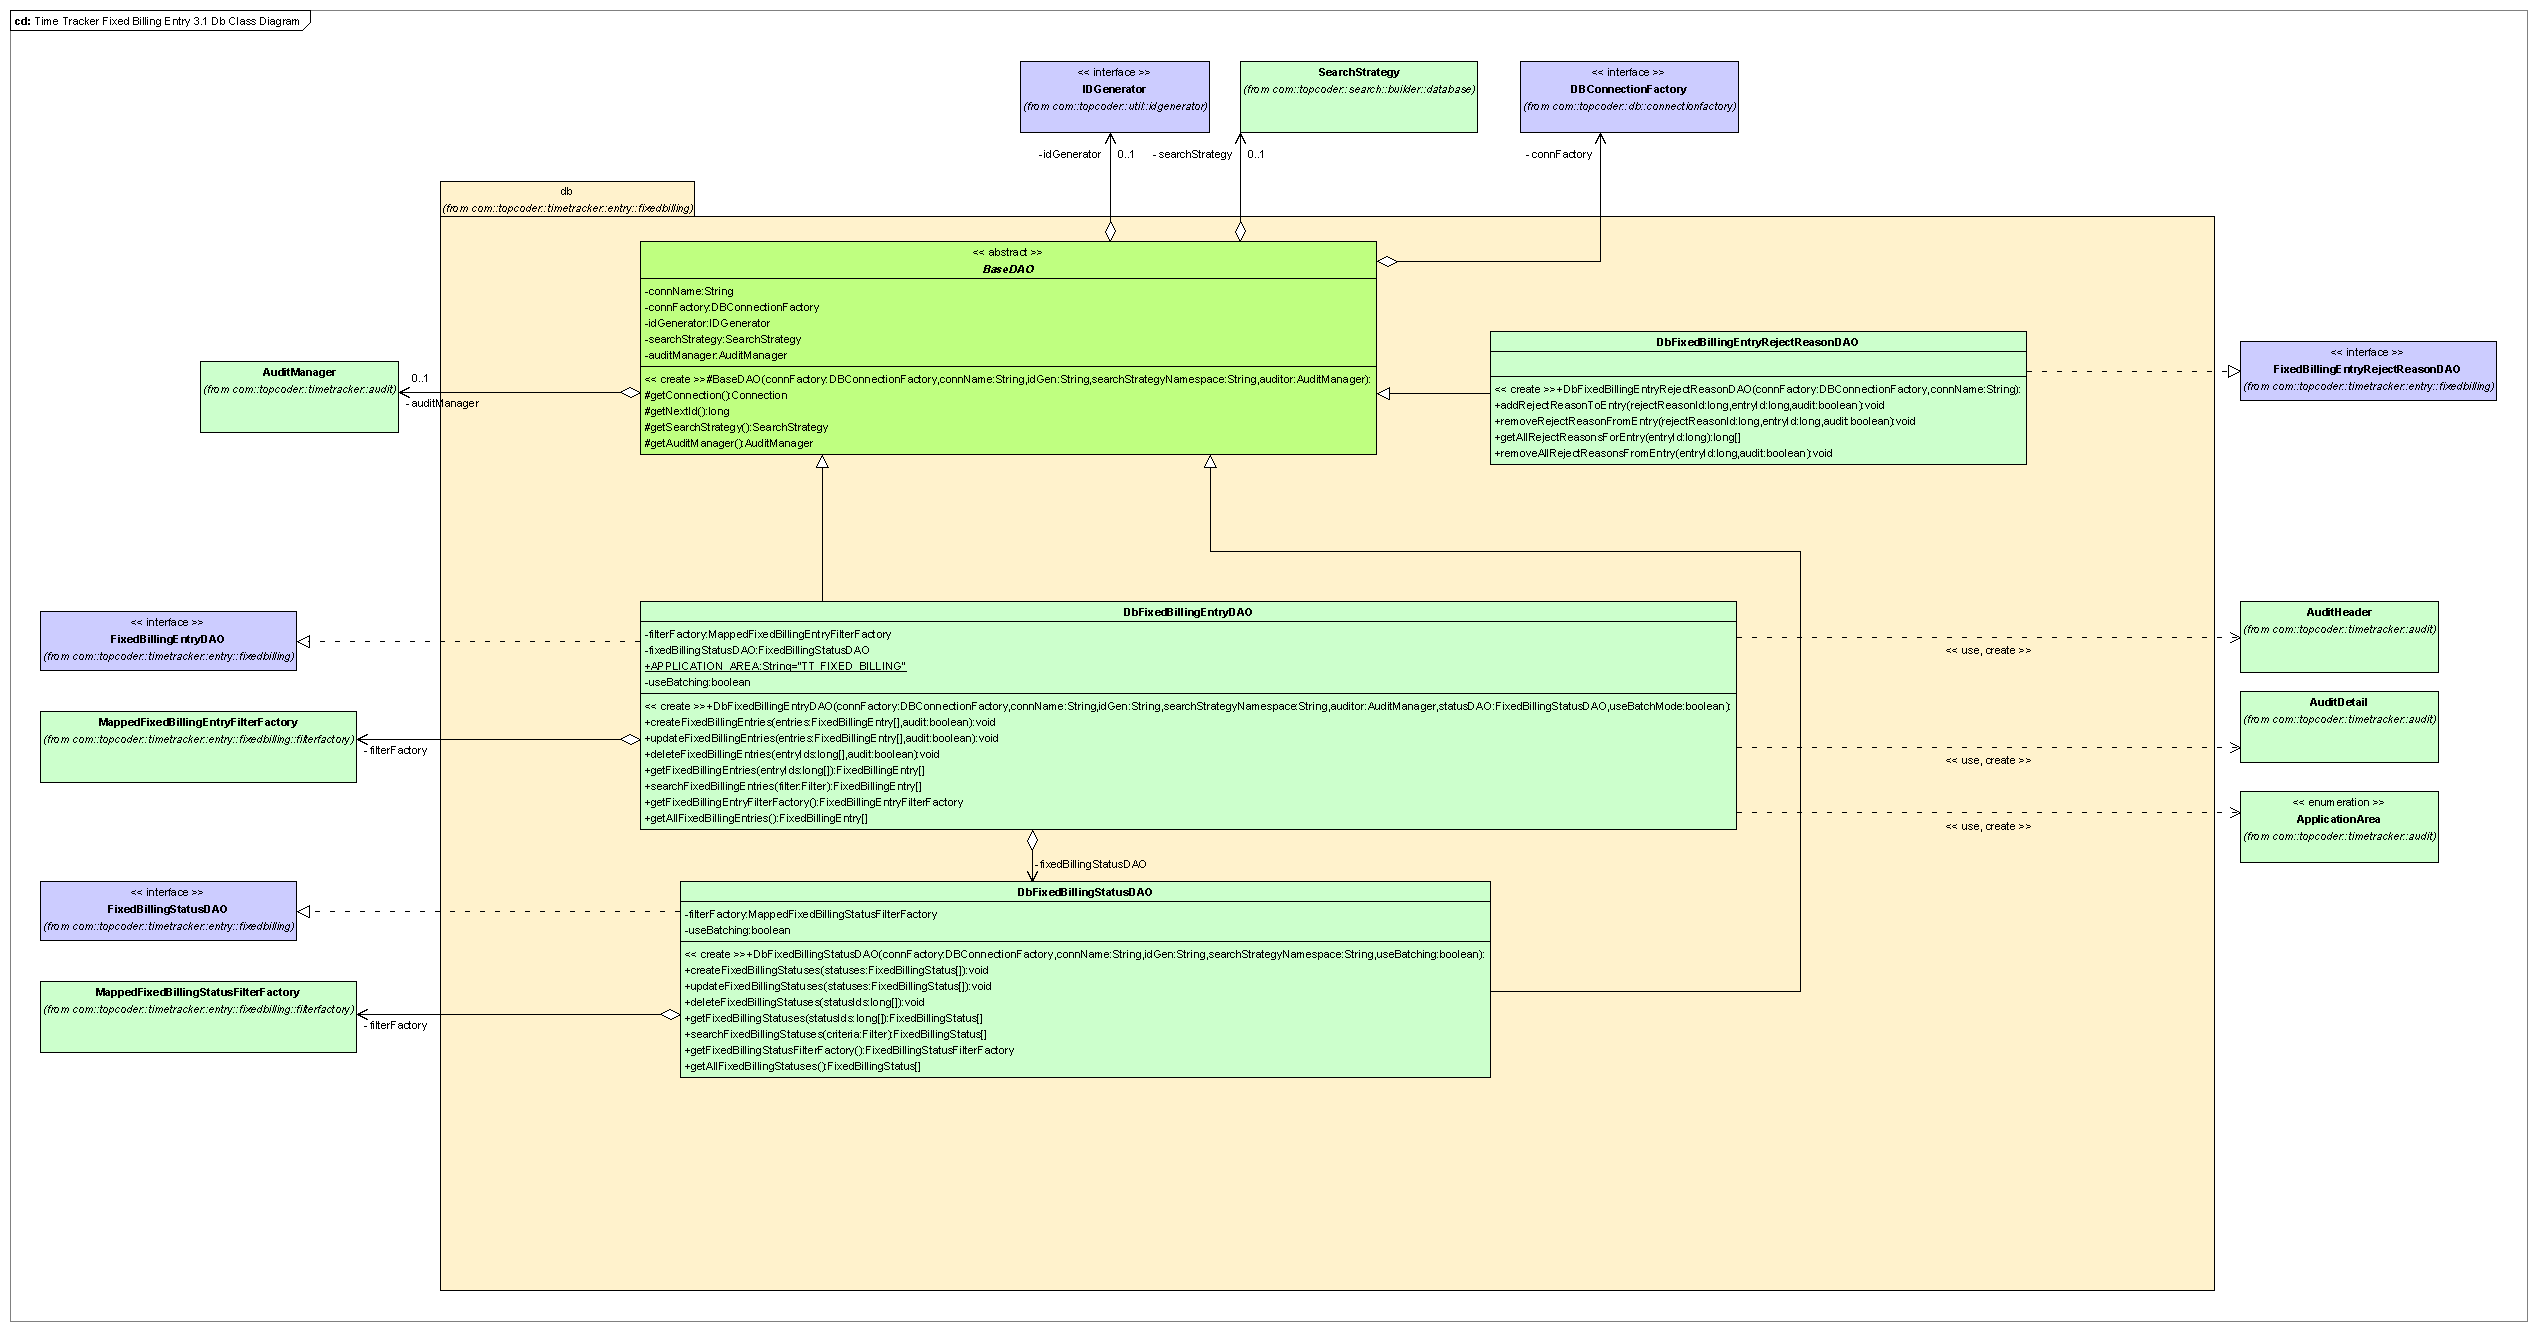 cd: Time Tracker Fixed Billing Entry 3.1 Db Class Diagram
<< interface >>
IDGenerator
(from com::topcoder::util::idgenerator)
SearchStrategy
(from com::topcoder::search::builder::database)
<< interface >>
DBConnectionFactory
(from com::topcoder::db::connectionfactory)
-idGenerator
0..1
-searchStrategy
0..1
-connFactory
db
(from com::topcoder::timetracker::entry::fixedbilling)
<< abstract >>
BaseDAO
-connName:String
-connFactory:DBConnectionFactory
-idGenerator:IDGenerator
-searchStrategy:SearchStrategy
-auditManager:AuditManager
<< create >>#BaseDAO(connFactory:DBConnectionFactory,connName:String,idGen:String,searchStrategyNamespace:String,auditor:AuditManager):
#getConnection():Connection
#getNextId():long
#getSearchStrategy():SearchStrategy
#getAuditManager():AuditManager
AuditManager
(from com::topcoder::timetracker::audit)
0..1
-auditManager
DbFixedBillingEntryRejectReasonDAO
<< create >>+DbFixedBillingEntryRejectReasonDAO(connFactory:DBConnectionFactory,connName:String):
+addRejectReasonToEntry(rejectReasonId:long,entryId:long,audit:boolean):void
+removeRejectReasonFromEntry(rejectReasonId:long,entryId:long,audit:boolean):void
+getAllRejectReasonsForEntry(entryId:long):long[]
+removeAllRejectReasonsFromEntry(entryId:long,audit:boolean):void
<< interface >>
FixedBillingEntryRejectReasonDAO
(from com::topcoder::timetracker::entry::fixedbilling)
<< interface >>
FixedBillingEntryDAO
(from com::topcoder::timetracker::entry::fixedbilling)
MappedFixedBillingEntryFilterFactory
(from com::topcoder::timetracker::entry::fixedbilling::filterfactory)
-filterFactory
DbFixedBillingEntryDAO
-filterFactory:MappedFixedBillingEntryFilterFactory
-fixedBillingStatusDAO:FixedBillingStatusDAO
+APPLICATION_AREA:String="TT_FIXED_BILLING"
-useBatching:boolean
<< create >>+DbFixedBillingEntryDAO(connFactory:DBConnectionFactory,connName:String,idGen:String,searchStrategyNamespace:String,auditor:AuditManager,statusDAO:FixedBillingStatusDAO,useBatchMode:boolean):
+createFixedBillingEntries(entries:FixedBillingEntry[],audit:boolean):void
+updateFixedBillingEntries(entries:FixedBillingEntry[],audit:boolean):void
+deleteFixedBillingEntries(entryIds:long[],audit:boolean):void
+getFixedBillingEntries(entryIds:long[]):FixedBillingEntry[]
+searchFixedBillingEntries(filter:Filter):FixedBillingEntry[]
+getFixedBillingEntryFilterFactory():FixedBillingEntryFilterFactory
+getAllFixedBillingEntries():FixedBillingEntry[]
AuditHeader
(from com::topcoder::timetracker::audit)
<< use, create >>
AuditDetail
(from com::topcoder::timetracker::audit)
<< use, create >>
<< enumeration >>
ApplicationArea
(from com::topcoder::timetracker::audit)
<< use, create >>
-fixedBillingStatusDAO
<< interface >>
FixedBillingStatusDAO
(from com::topcoder::timetracker::entry::fixedbilling)
MappedFixedBillingStatusFilterFactory
(from com::topcoder::timetracker::entry::fixedbilling::filterfactory)
-filterFactory
DbFixedBillingStatusDAO
-filterFactory:MappedFixedBillingStatusFilterFactory
-useBatching:boolean
<< create >>+DbFixedBillingStatusDAO(connFactory:DBConnectionFactory,connName:String,idGen:String,searchStrategyNamespace:String,useBatching:boolean):
+createFixedBillingStatuses(statuses:FixedBillingStatus[]):void
+updateFixedBillingStatuses(statuses:FixedBillingStatus[]):void
+deleteFixedBillingStatuses(statusIds:long[]):void
+getFixedBillingStatuses(statusIds:long[]):FixedBillingStatus[]
+searchFixedBillingStatuses(criteria:Filter):FixedBillingStatus[]
+getFixedBillingStatusFilterFactory():FixedBillingStatusFilterFactory
+getAllFixedBillingStatuses():FixedBillingStatus[]